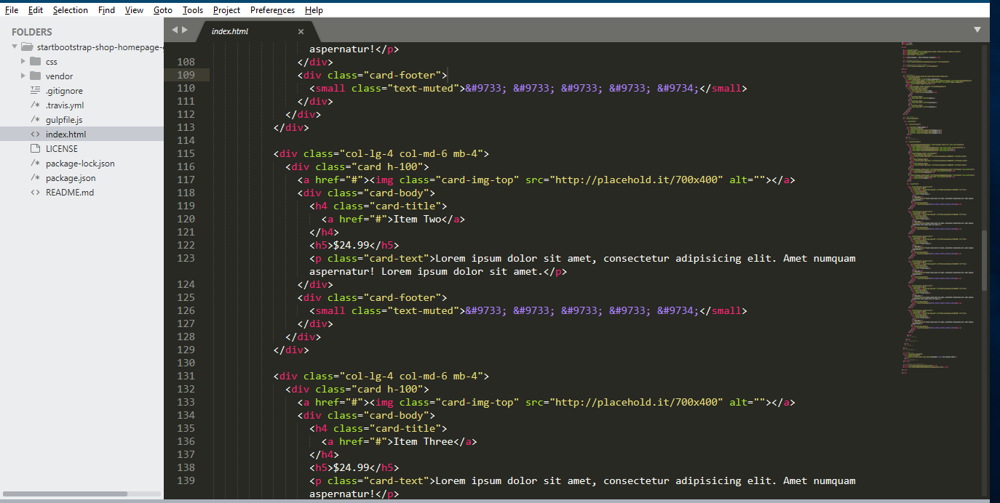 File Edit Selection Find View Goto Tools Project Preferences Help
FOLDERS
startbootstrap-shop-homepage-
css
vendor
.gitignore
/* .travis.yml
/* gulpfile.js
<> index.html
LICENSE
/* package-lock.json
/* package.json
<> README.md
index.html ×
aspernatur!</p>
108 </div>
109 <div class="card-footer">
110 <small class="text-muted">&#9733; &#9733; &#9733; &#9733; &#9734;</small>
111 </div>
112 </div>
113 </div>
114
115 <div class="col-lg-4 col-md-6 mb-4">
116 <div class="card h-100">
117 <a href="#"><img class="card-img-top" src="http://placehold.it/700x400" alt=""></a>
118 <div class="card-body">
119 <h4 class="card-title">
120 <a href="#">Item Two</a>
121 </h4>
122 <h5>$24.99</h5>
123 <p class="card-text">Lorem ipsum dolor sit amet, consectetur adipisicing elit. Amet numquam
aspernatur! Lorem ipsum dolor sit amet.</p>
124 </div>
125 <div class="card-footer">
126 <small class="text-muted">&#9733; &#9733; &#9733; &#9733; &#9734;</small>
127 </div>
128 </div>
129 </div>
130
131 <div class="col-lg-4 col-md-6 mb-4">
132 <div class="card h-100">
133 <a href="#"><img class="card-img-top" src="http://placehold.it/700x400" alt=""></a>
134 <div class="card-body">
135 <h4 class="card-title">
136 <a href="#">Item Three</a>
137 </h4>
138 <h5>$24.99</h5>
139 <p class="card-text">Lorem ipsum dolor sit amet, consectetur adipisicing elit. Amet numquam
aspernatur!</p>